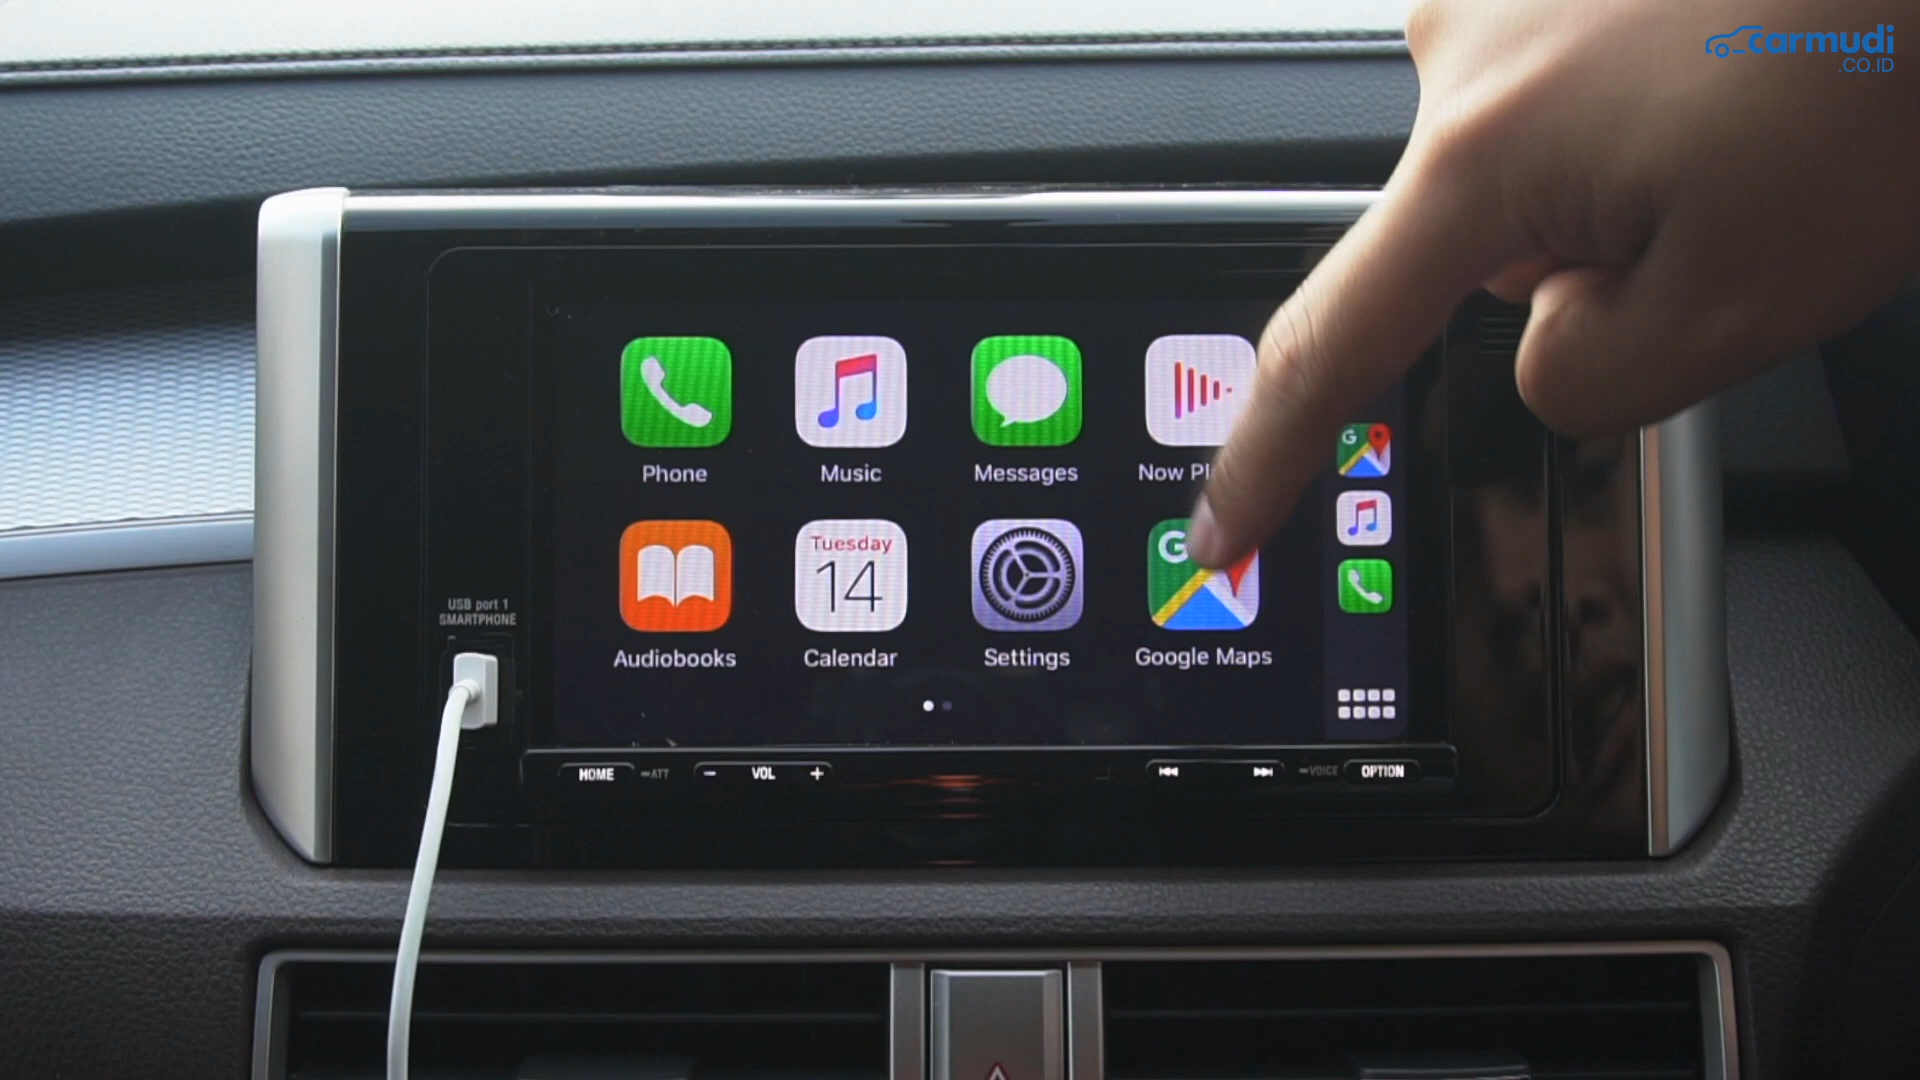 carmudi
.CO.ID
Phone
Music
Messages
Now Pl
G
G
Tuesday
14
Audiobooks
Calendar
Settings
Google Maps
USB port 1
SMARTPHONE
HOME
ATT
– VOL +
VOICE
OPTION